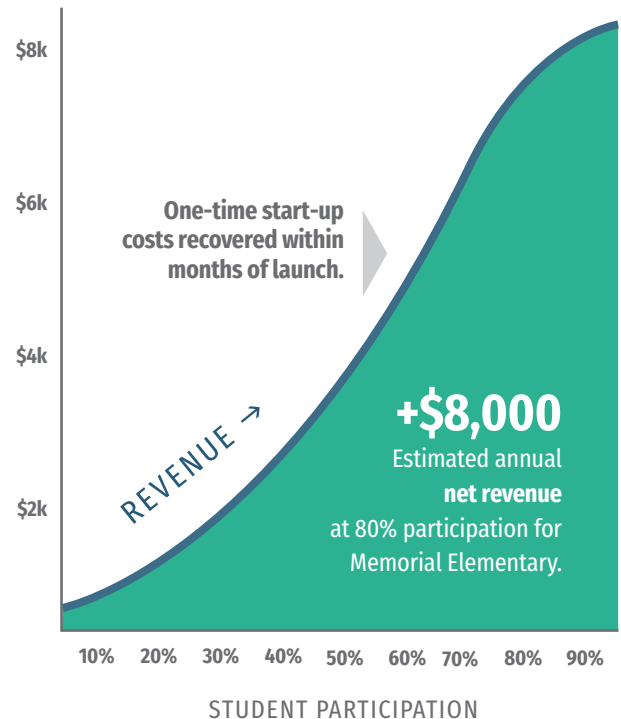 $8k
$6k
$4k
$2k
One-time start-up
costs recovered within
months of launch.
REVENUE →
+$8,000
Estimated annual
net revenue
at 80% participation for
Memorial Elementary.
10% 20% 30% 40% 50% 60% 70% 80% 90%
STUDENT PARTICIPATION